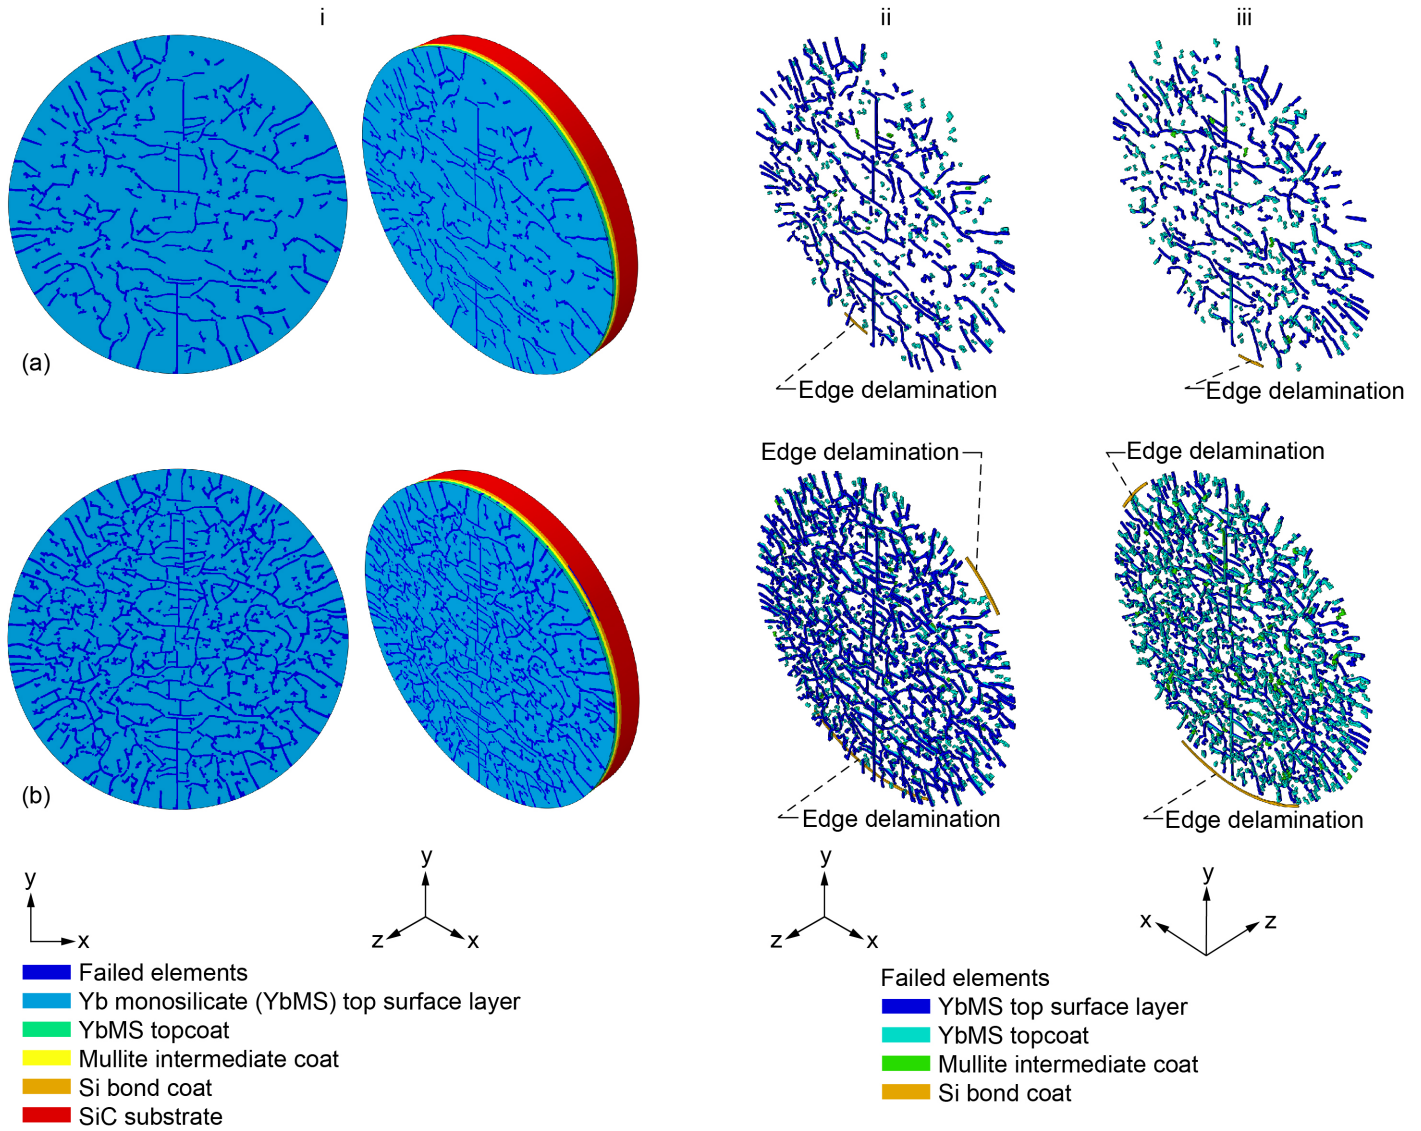 i
ii
iii
(a)
Edge delamination
Edge delamination
Edge delamination
Edge delamination
(b)
Edge delamination
Edge delamination
y
x
y
z
x
y
z
x
y
x
z
Failed elements
Yb monosilicate (YbMS) top surface layer
YbMS topcoat
Mullite intermediate coat
Si bond coat
SiC substrate
Failed elements
YbMS top surface layer
YbMS topcoat
Mullite intermediate coat
Si bond coat